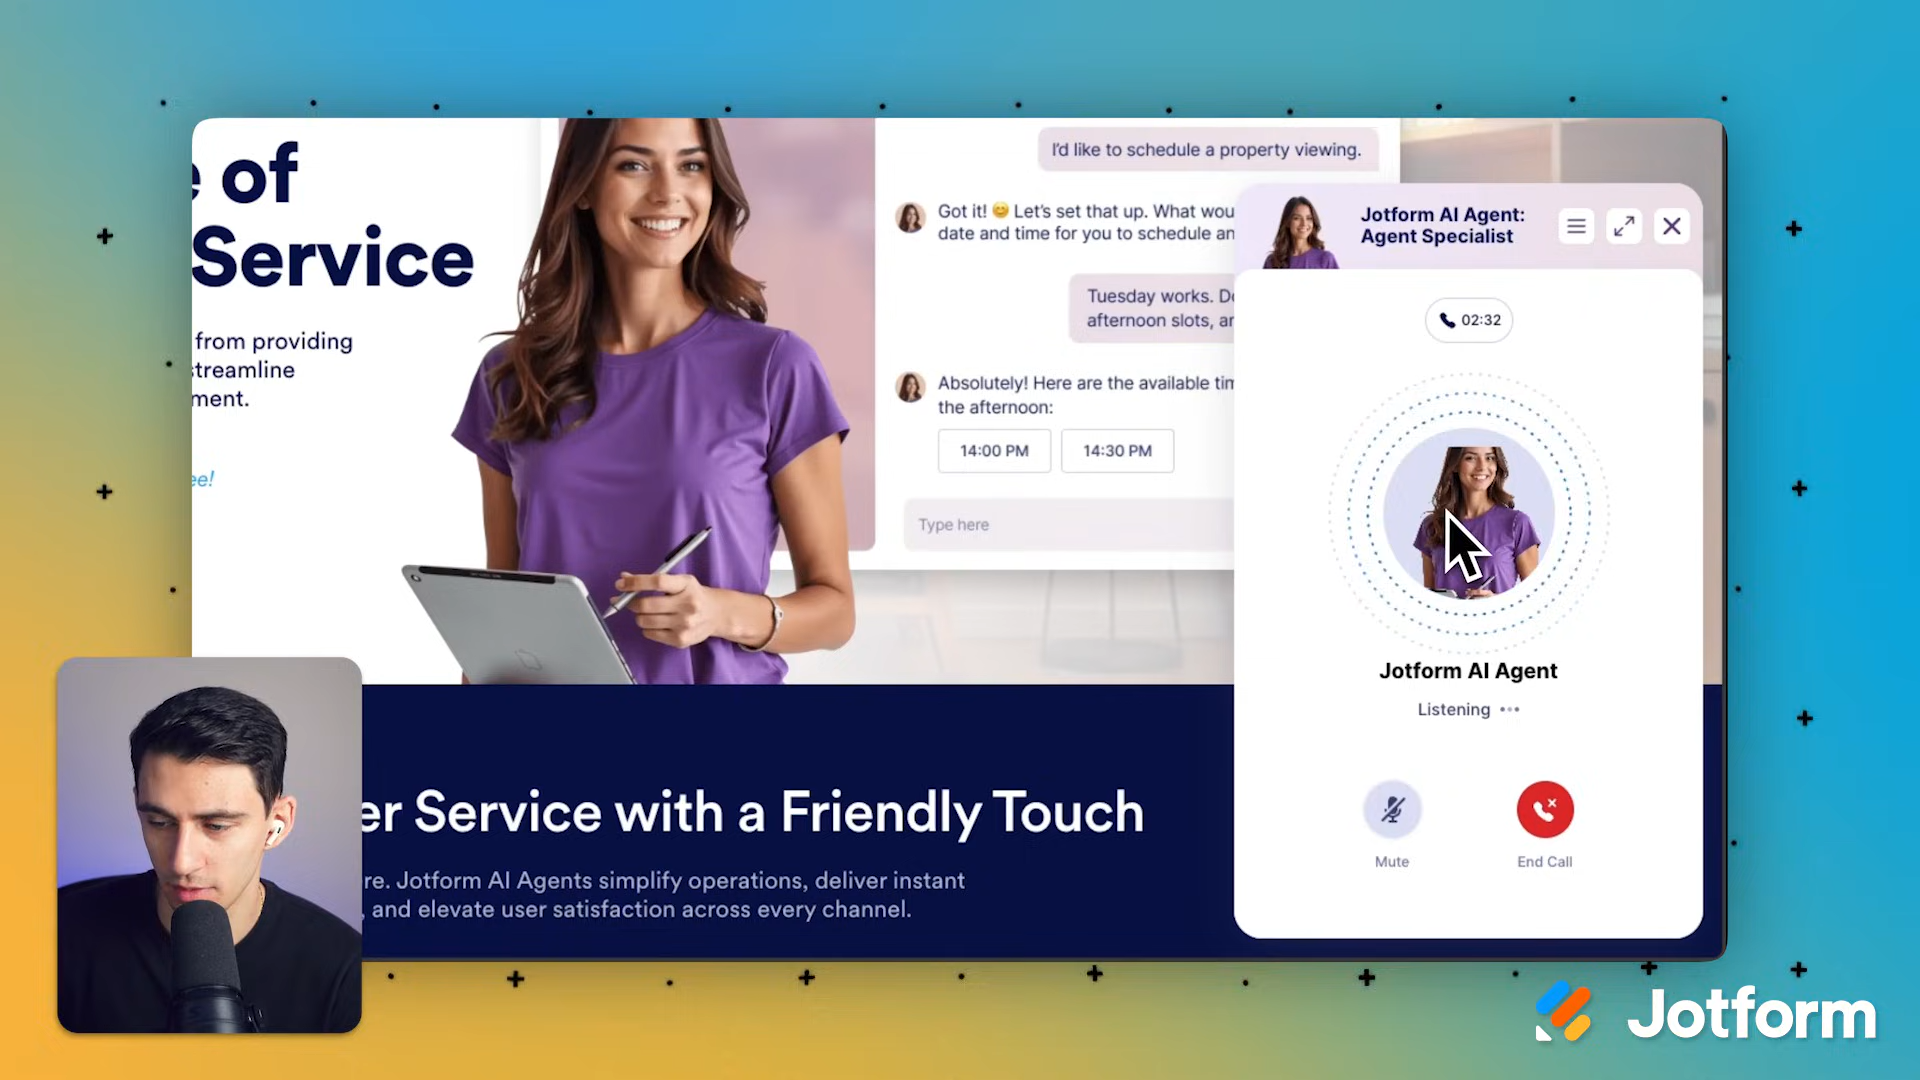 of
Service
from providing
streamline
ment.
ee!
I'd like to schedule a property viewing.
Got it! 😊 Let's set that up. What wou
date and time for you to schedule an
Tuesday works. Do
afternoon slots, ar
Absolutely! Here are the available tim
the afternoon:
14:00 PM
14:30 PM
Type here
Jotform AI Agent:
Agent Specialist
02:32
Jotform AI Agent
Listening
Mute
End Call
er Service with a Friendly Touch
re. Jotform AI Agents simplify operations, deliver instant
, and elevate user satisfaction across every channel.
Jotform